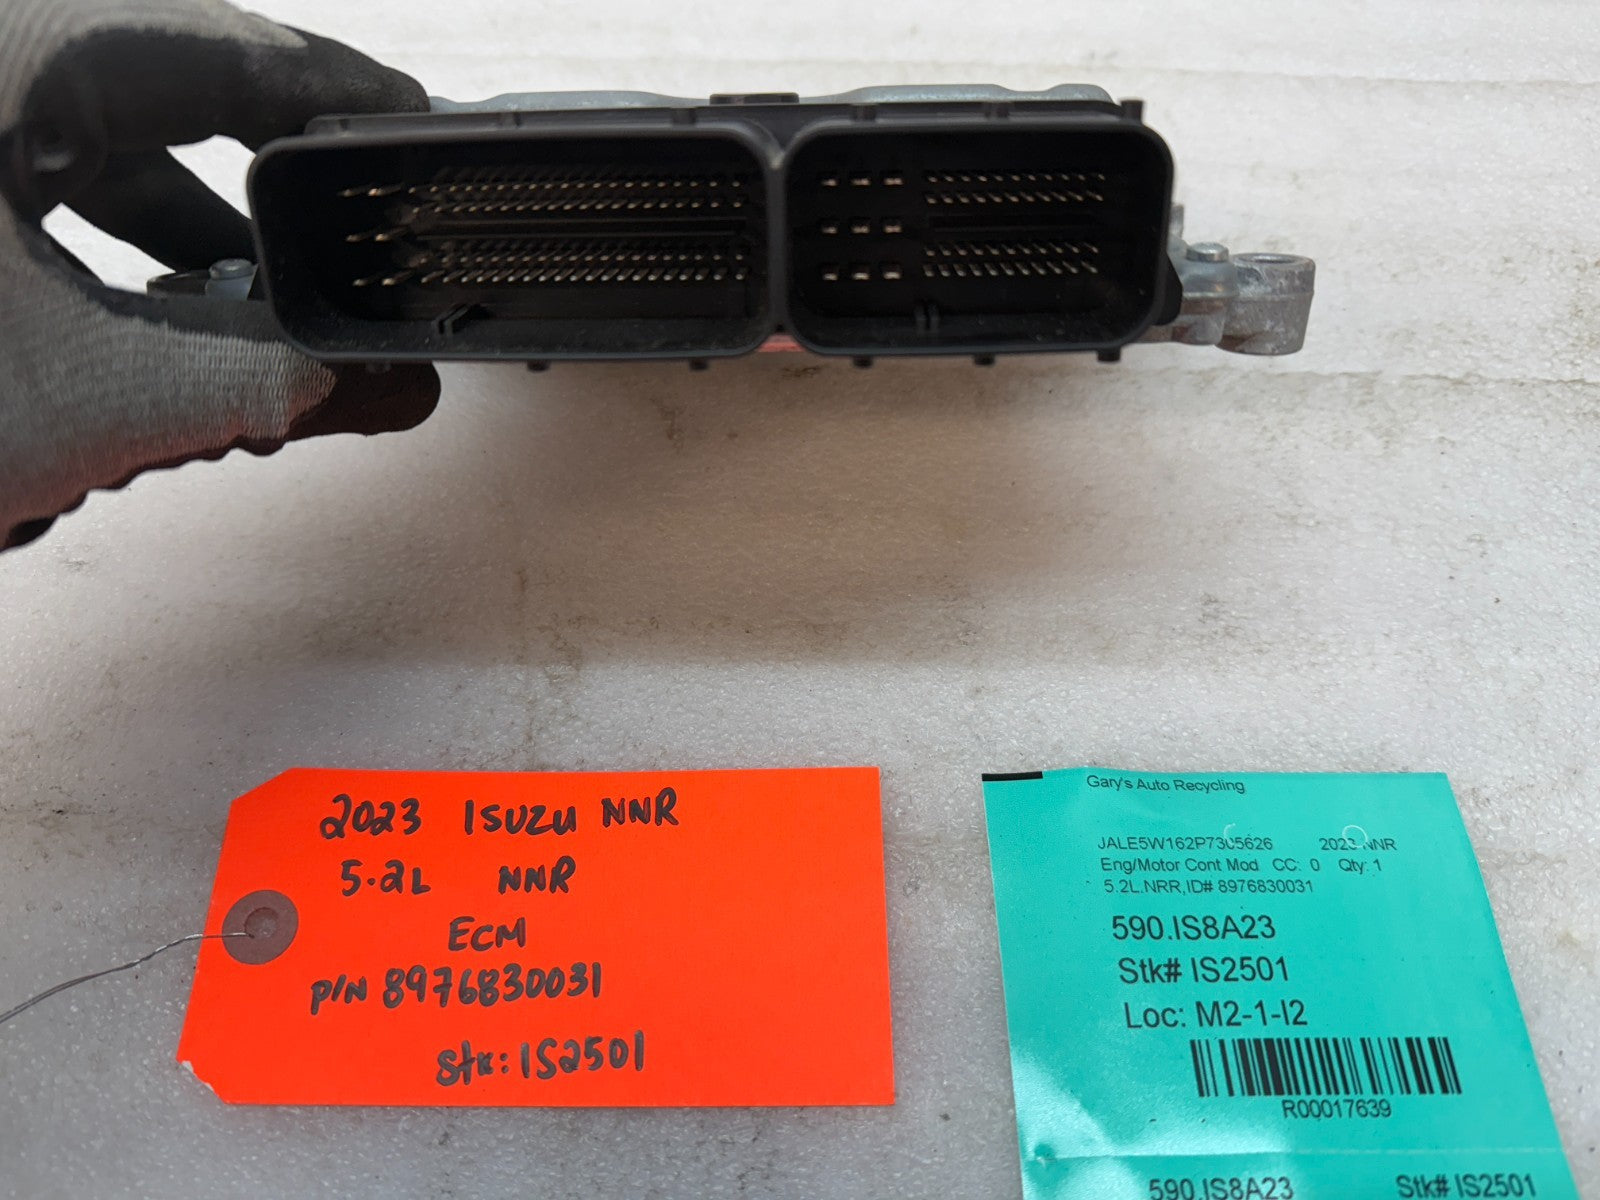 2023 ISUZU NNR
5.2L NNR
ECM
P/N 8976830031
Stk: IS2501
Gary's Auto Recycling
JALE5W162P7305626 2023 NNR
Eng/Motor Cont Mod CC: 0 Qty: 1
5.2L.NRR,ID# 8976830031
590.IS8A23
Stk# IS2501
Loc: M2-1-I2
R00017639
590.IS8A23 Stk# IS2501